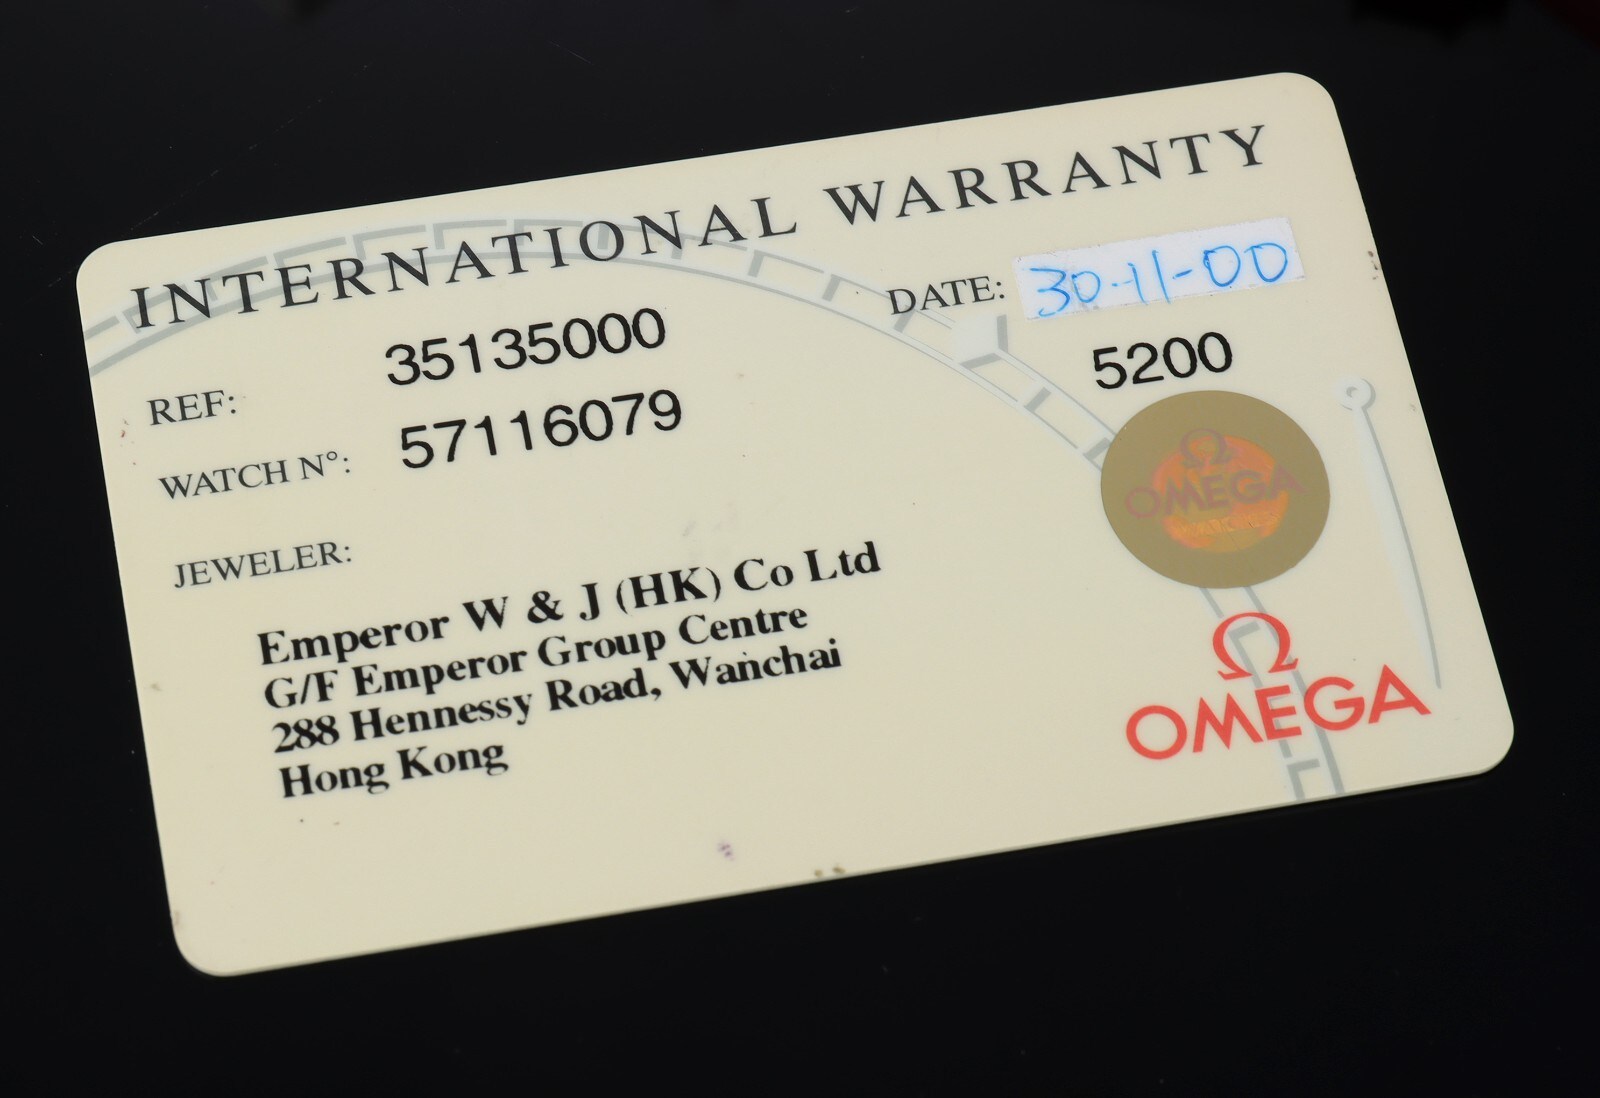 INTERNATIONAL WARRANTY
DATE: 30-11-00
REF: 35135000
5200
WATCH N°: 57116079
Ω
OMEGA
JEWELER:
Emperor W & J (HK) Co Ltd
G/F Emperor Group Centre
288 Hennessy Road, Wanchai
Hong Kong
Ω
OMEGA